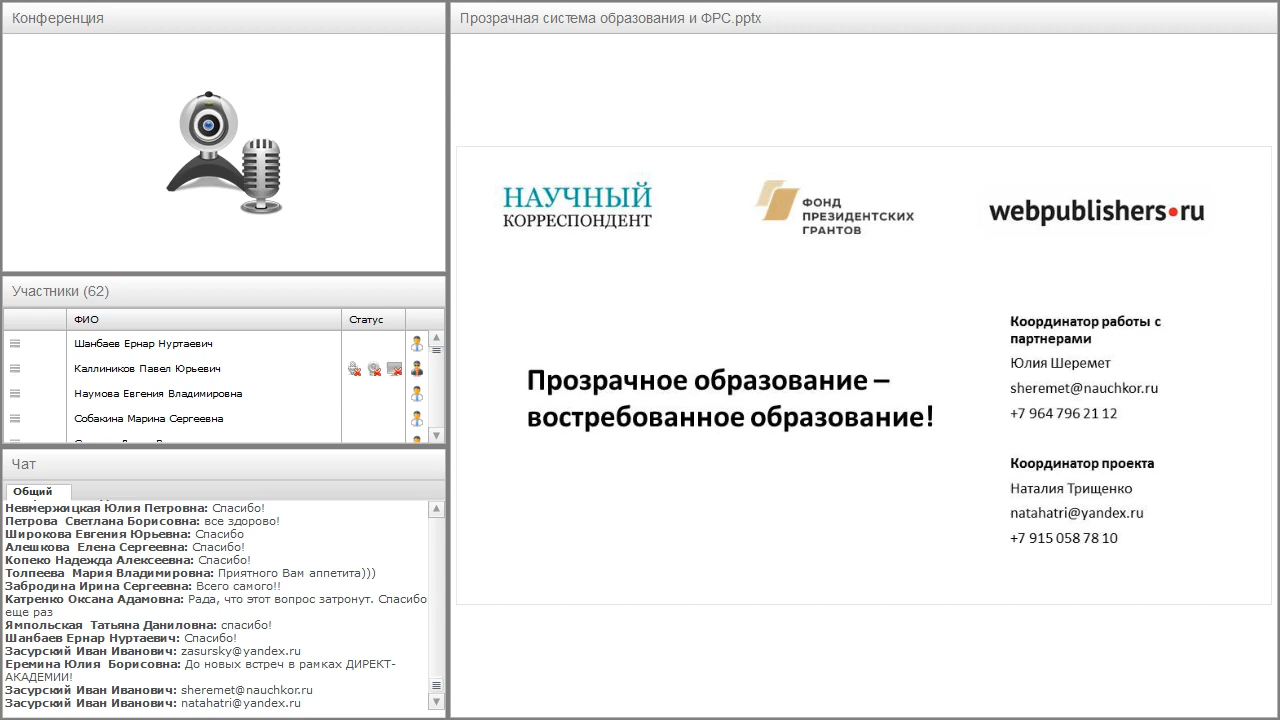 Конференция
Участники (62)
ФИО Статус
Шанбаев Ернар Нуртаевич
Каллиников Павел Юрьевич
Наумова Евгения Владимировна
Собакина Марина Сергеевна
Чат
Общий
Невмержицкая Юлия Петровна: Спасибо!
Петрова Светлана Борисовна: все здорово!
Широкова Евгения Юрьевна: Спасибо
Алешкова Елена Сергеевна: Спасибо!
Копеко Надежда Алексеевна: Спасибо!
Толпеева Мария Владимировна: Приятного Вам аппетита)))
Забродина Ирина Сергеевна: Всего самого!!
Катренко Оксана Адамовна: Рада, что этот вопрос затронут. Спасибо
еще раз
Ямпольская Татьяна Даниловна: спасибо!
Шанбаев Ернар Нуртаевич: Спасибо!
Засурский Иван Иванович: zasursky@yandex.ru
Еремина Юлия Борисовна: До новых встреч в рамках ДИРЕКТ-
АКАДЕМИИ!
Засурский Иван Иванович: sheremet@nauchkor.ru
Засурский Иван Иванович: natahatri@yandex.ru
Прозрачная система образования и ФРС.pptx
НАУЧНЫЙ
КОРРЕСПОНДЕНТ
ФОНД
ПРЕЗИДЕНТСКИХ
ГРАНТОВ
webpublishers.ru
Прозрачное образование –
востребованное образование!
Координатор работы с
партнерами
Юлия Шеремет
sheremet@nauchkor.ru
+7 964 796 21 12
Координатор проекта
Наталия Трищенко
natahatri@yandex.ru
+7 915 058 78 10